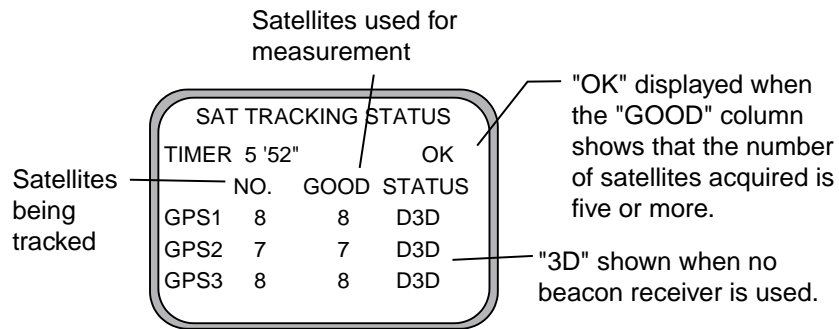 Satellites used for
measurement
SAT TRACKING STATUS
TIMER 5 '52" OK
NO. GOOD STATUS
GPS1 8 8 D3D
GPS2 7 7 D3D
GPS3 8 8 D3D
Satellites
being
tracked
"OK" displayed when
the "GOOD" column
shows that the number
of satellites acquired is
five or more.
"3D" shown when no
beacon receiver is used.